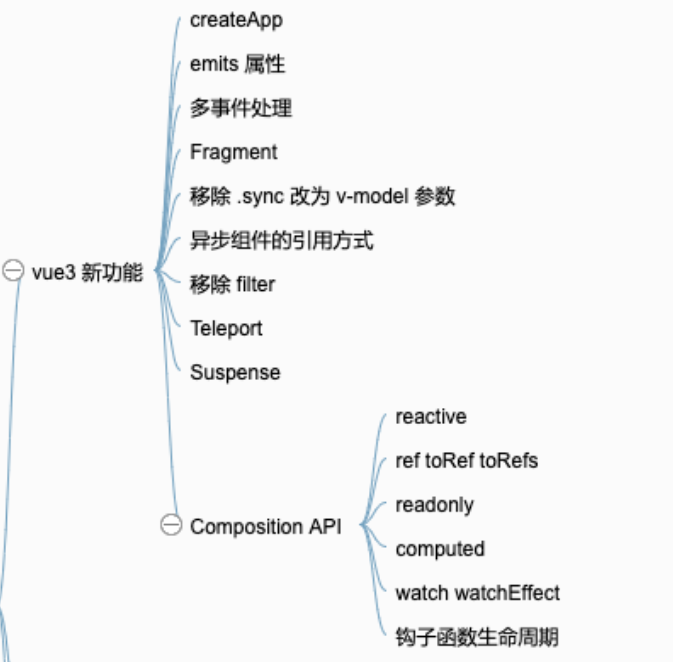 createApp
emits 属性
多事件处理
Fragment
移除 .sync 改为 v-model 参数
异步组件的引用方式
vue3 新功能
移除 filter
Teleport
Suspense
reactive
ref toRef toRefs
readonly
Composition API
computed
watch watchEffect
钩子函数生命周期